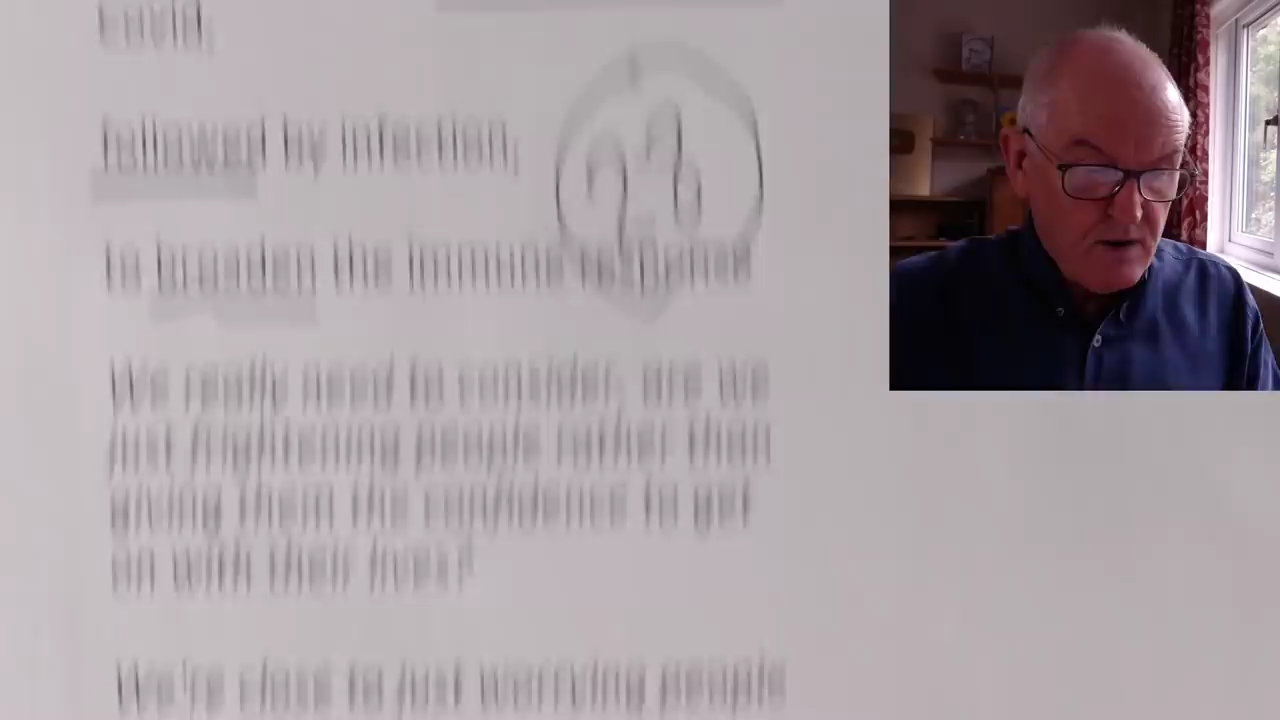 covid,
followed by infection,
to broaden the immune response
We really need to consider, are we
just frightening people rather than
giving them the confidence to get
on with their lives?
We're close to just worrying people